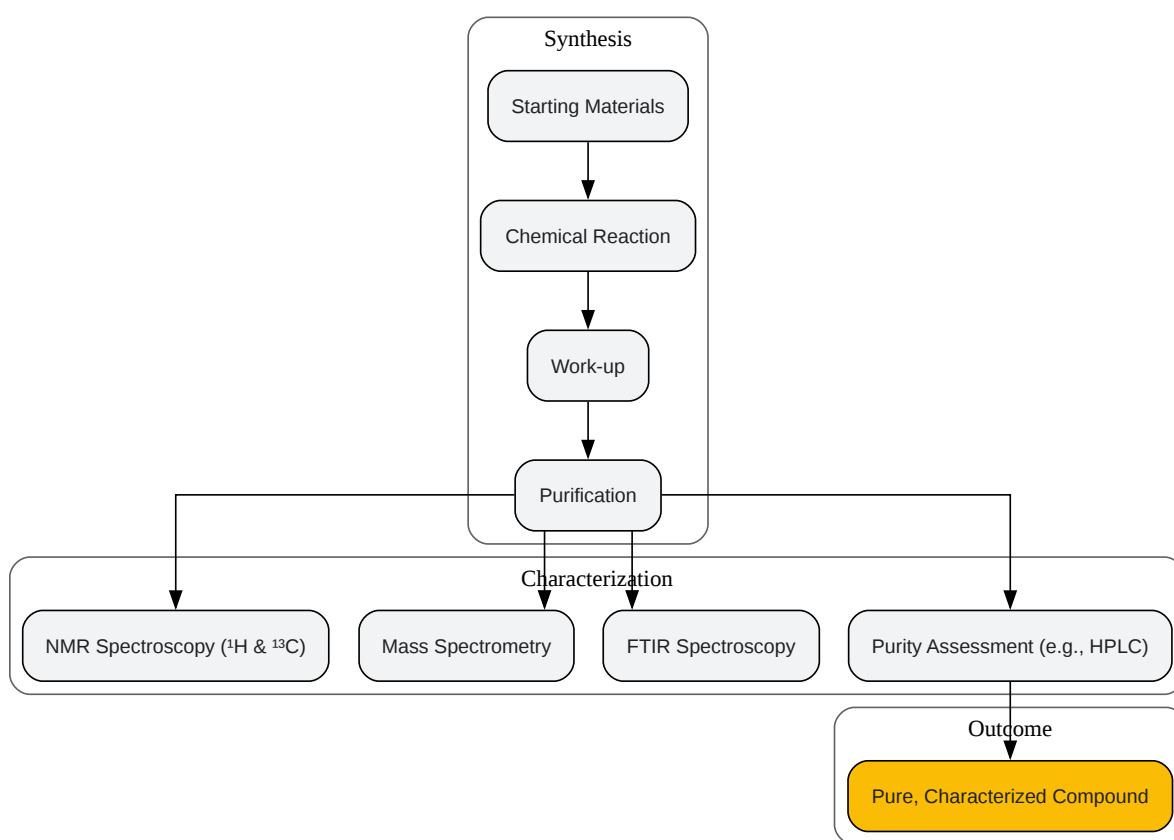 Synthesis
Starting Materials
Chemical Reaction
Work-up
Purification
Characterization
NMR Spectroscopy (¹H & ¹³C)
Mass Spectrometry
FTIR Spectroscopy
Purity Assessment (e.g., HPLC)
Outcome
Pure, Characterized Compound